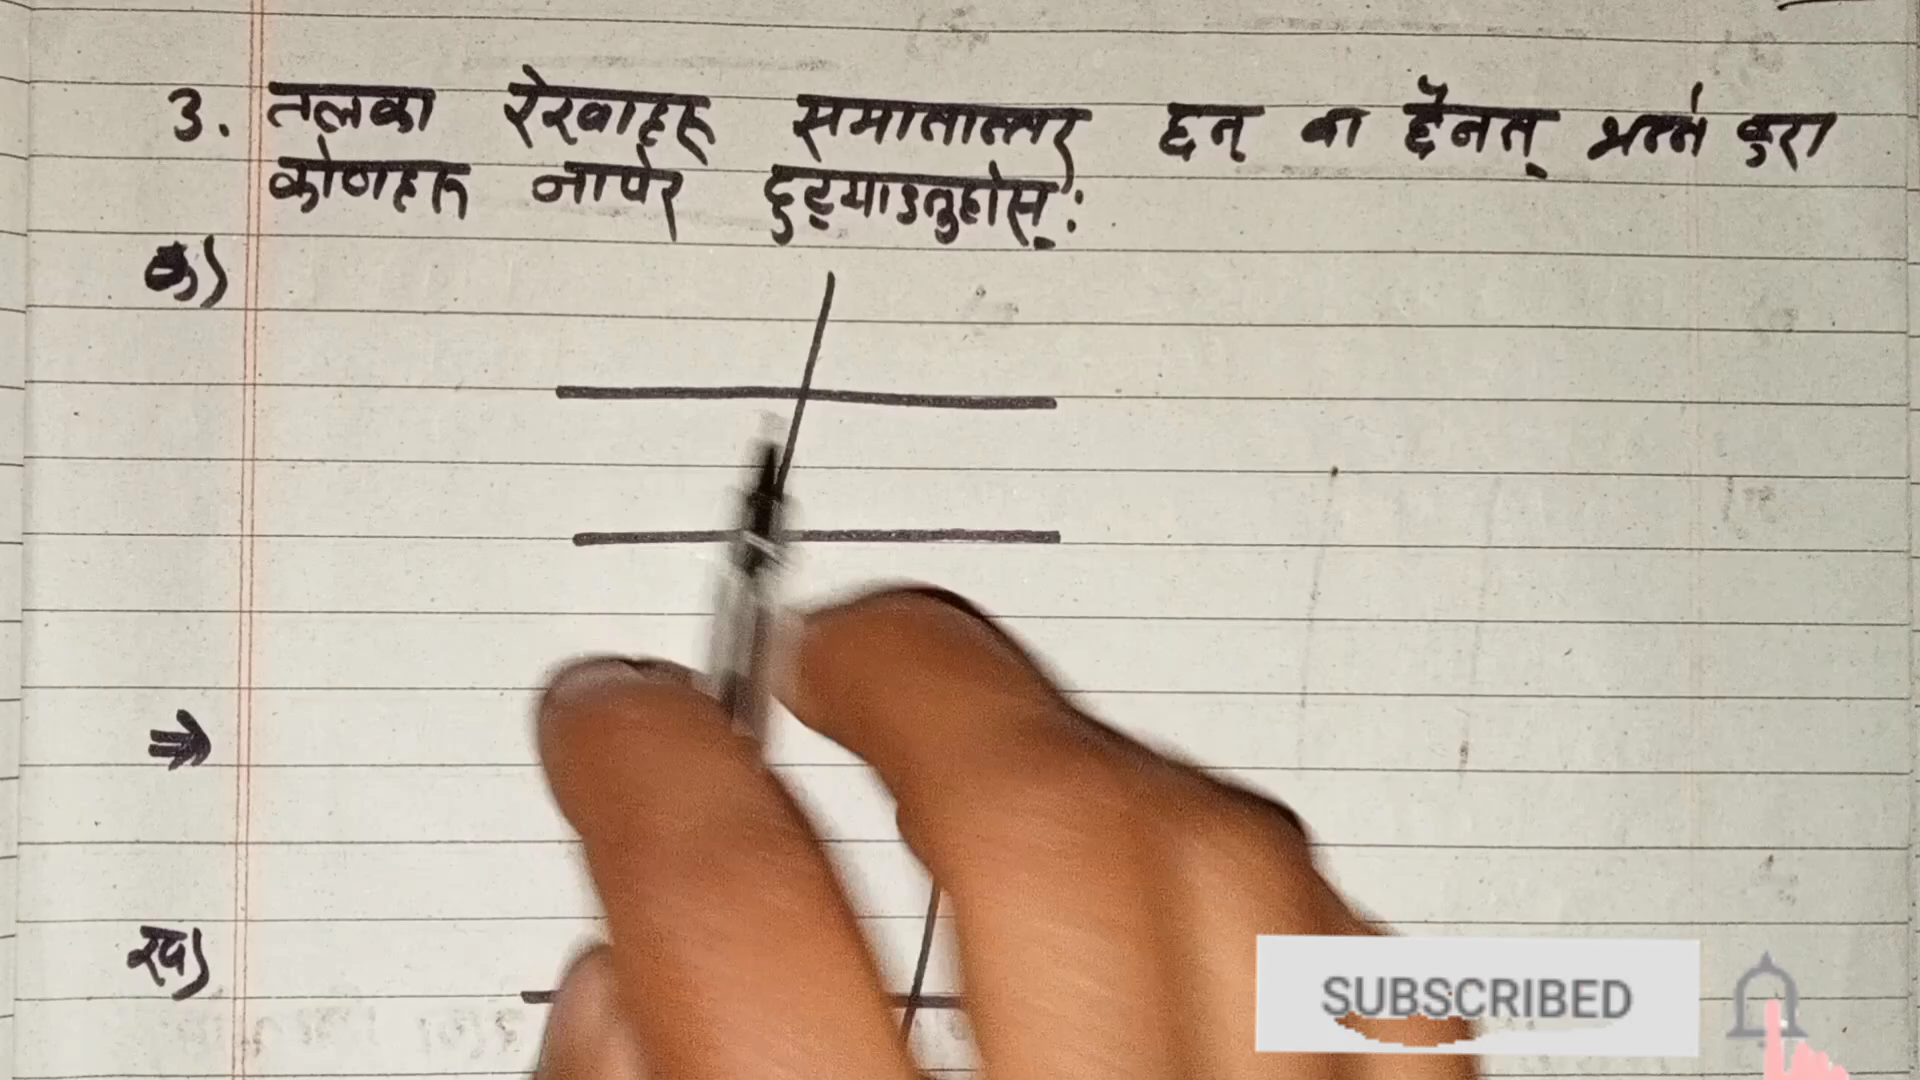 3. तलका रेखाहरू समानान्तर छन् वा छैनन् भन्ने कुरा
कोणहरू नापेर छुट्याउनुहोस्:
क)
⇒
ख)
SUBSCRIBED